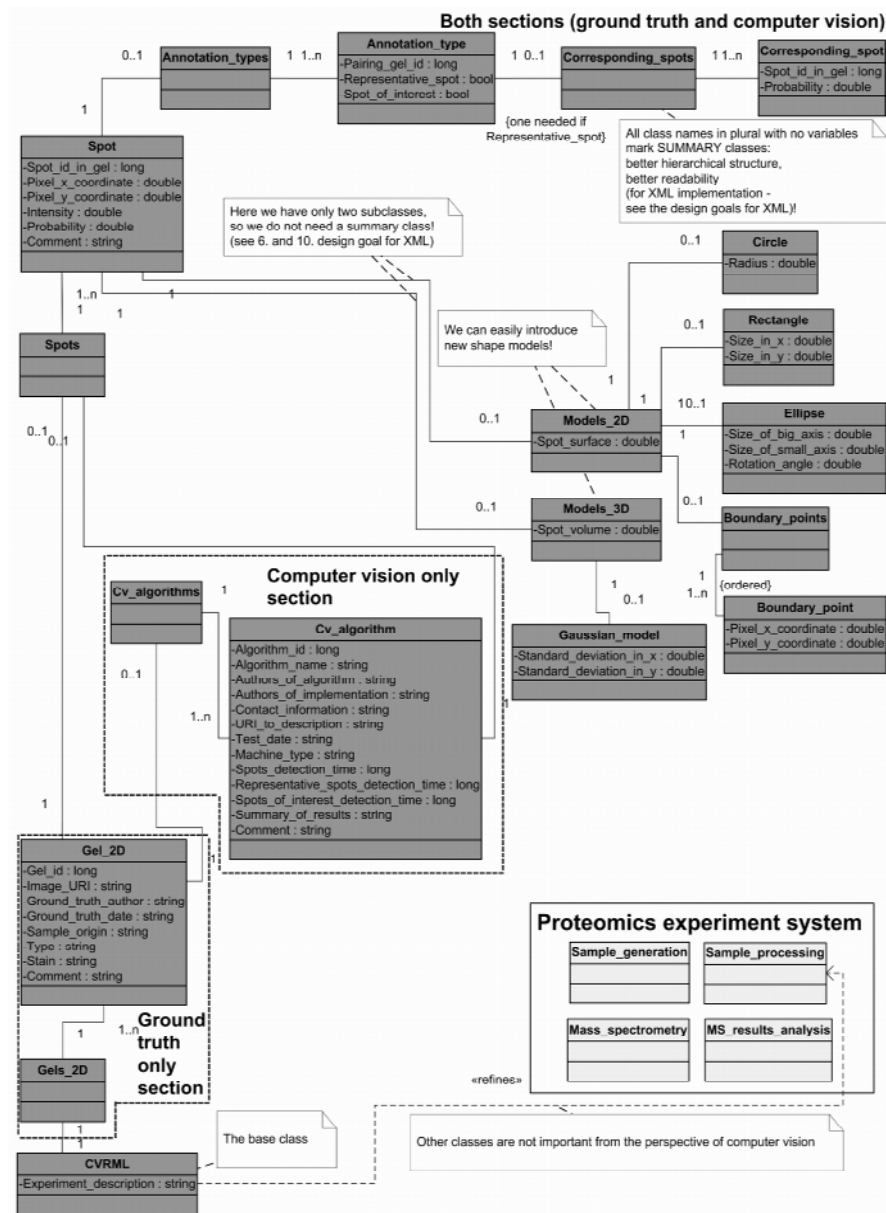 Both sections (ground truth and computer vision)
0..1
Annotation_types
1 1..n
Annotation_type
-Pairing_gel_id : long
-Representative_spot : bool
Spot_of_interest : bool
1 0..1
Corresponding_spots
1 1..n
Corresponding_spot
-Spot_id_in_gel : long
-Probability : double
{one needed if
Representative_spot}
1
Spot
-Spot_id_in_gel : long
-Pixel_x_coordinate : double
-Pixel_y_coordinate : double
-Intensity : double
-Probability : double
-Comment : string
All class names in plural with no variables
mark SUMMARY classes:
better hierarchical structure,
better readability
(for XML implementation -
see the design goals for XML)!
Here we have only two subclasses,
so we do not need a summary class!
(see 6. and 10. design goal for XML)
0..1
Circle
-Radius : double
1..n
1
1
1
Spots
We can easily introduce
new shape models!
0..1
Rectangle
-Size_in_x : double
-Size_in_y : double
1
1
0..1
0..1
0..1
Models_2D
-Spot_surface : double
10..1
1
Ellipse
-Size_of_big_axis : double
-Size_of_small_axis : double
-Rotation_angle : double
0..1
Models_3D
-Spot_volume : double
0..1
Boundary_points
1
1..n
{ordered}
Boundary_point
-Pixel_x_coordinate : double
-Pixel_y_coordinate : double
1
0..1
Gaussian_model
-Standard_deviation_in_x : double
-Standard_deviation_in_y : double
Computer vision only
section
Cv_algorithms
1
0..1
1..n
Cv_algorithm
-Algorithm_id : long
-Algorithm_name : string
-Authors_of_algorithm : string
-Authors_of_implementation : string
-Contact_information : string
-URI_to_description : string
-Test_date : string
-Machine_type : string
-Spots_detection_time : long
-Representative_spots_detection_time : long
-Spots_of_interest_detection_time : long
-Summary_of_results : string
-Comment : string
1
1
1
Gel_2D
-Gel_id : long
-Image_URI : string
Ground_truth_author : string
-Ground_truth_date : string
-Sample_origin : string
Type : string
-Stain : string
-Comment : string
1..n
1
Ground
truth
only
section
Gels_2D
1
1
CVRML
-Experiment_description : string
The base class
Proteomics experiment system
Sample_generation
Sample_processing
Mass_spectrometry
MS_results_analysis
«refines»
Other classes are not important from the perspective of computer vision